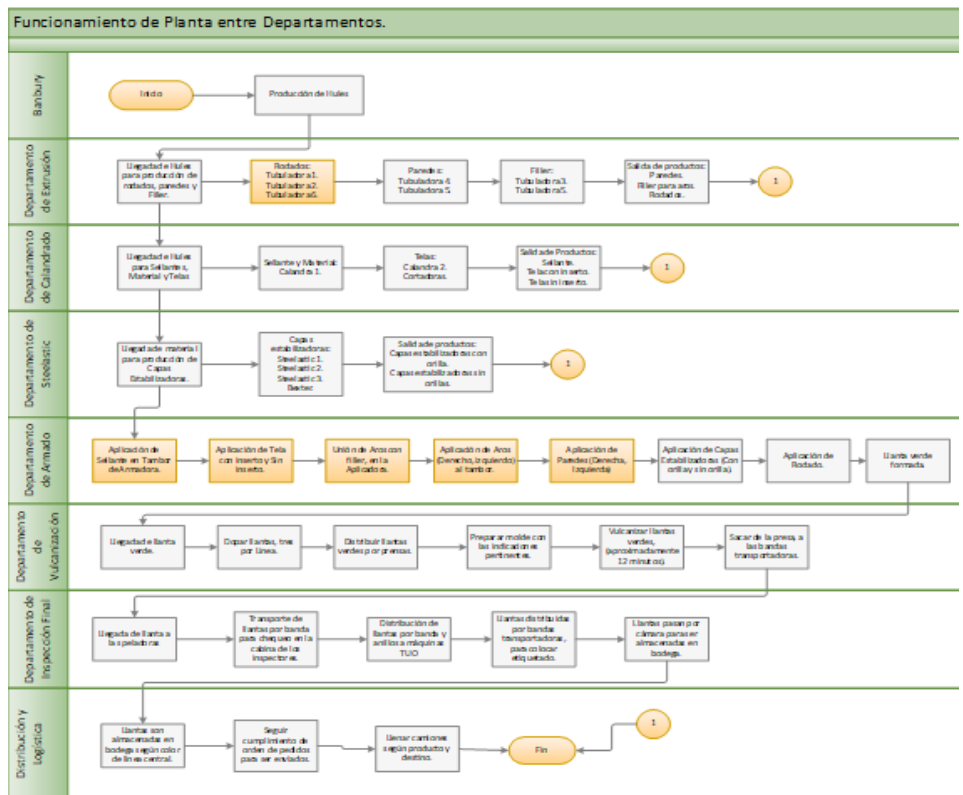 Funcionamiento de Planta entre Departamentos.
Banbury
Inicio
Producción de Hules
Departamento
de Extrusión
Llegada de Hules
para producción de
rodados, paredes y
Filler.
Rodados:
Tubuladora 1.
Tubuladora 2.
Tubuladora 6.
Paredes:
Tubuladora 4.
Tubuladora 5.
Filler:
Tubuladora 3.
Tubuladora 5.
Salida de productos:
Paredes.
Filler para aros.
Rodados.
1
Departamento
de Calandrado
Llegada de Hules
para Sellantes,
Material y Telas
Sellante y Material:
Calandra 1.
Telas:
Calandra 2.
Cortadoras.
Salida de Productos:
Sellante.
Tela con inserto.
Tela sin Inserto.
1
Departamento de
Steelastic
Llegada de material
para producción de
Capas
Estabilizadoras.
Capas
estabilizadoras:
Steelastic 1.
Steelastic 2.
Steelastic 3.
Bextec
Salida de productos:
Capas estabilizadoras con
orilla.
Capas estabilizadoras sin
orillas.
1
Departamento
de Armado
Aplicación de
Sellante en Tambor
de Armadora.
Aplicación de Tela
con inserto y Sin
inserto.
Unión de Aros con
filler, en la
Aplicadora.
Aplicación de Aros
(Derecho, Izquierdo)
al tambor.
Aplicación de
Paredes (Derecha,
Izquierda)
Aplicación de Capas
Estabilizadoras (Con
orilla y sin orilla).
Aplicación de
Rodado.
Llanta verde
formada.
Departamento
de
Vulcanización
Llegada de llanta
verde.
Dopar llantas, tres
por Línea.
Distribuir llantas
verdes por prensas.
Preparar molde con
las indicaciones
pertinentes.
Vulcanizar llantas
verdes,
(aproximadamente
12 minutos).
Sacar de la presa, a
las bandas
transportadoras.
Departamento de
Inspección Final
Llegada de llanta a
las peladoras
Transporte de
llantas por banda
para chequeo en la
cabina de los
inspectores.
Distribución de
llantas por banda y
anillos a máquinas
TUO
Llantas distribuidas
por bandas
transportadoras,
para colocar
etiquetado.
Llantas pasan por
cámara para ser
almacenadas en
bodega.
Distribución y
Logística
Llantas son
almacenadas en
bodega según color
de línea central.
Seguir
cumplimiento de
orden de pedidos
para ser enviados.
Llenar camiones
según producto y
destino.
Fin
1